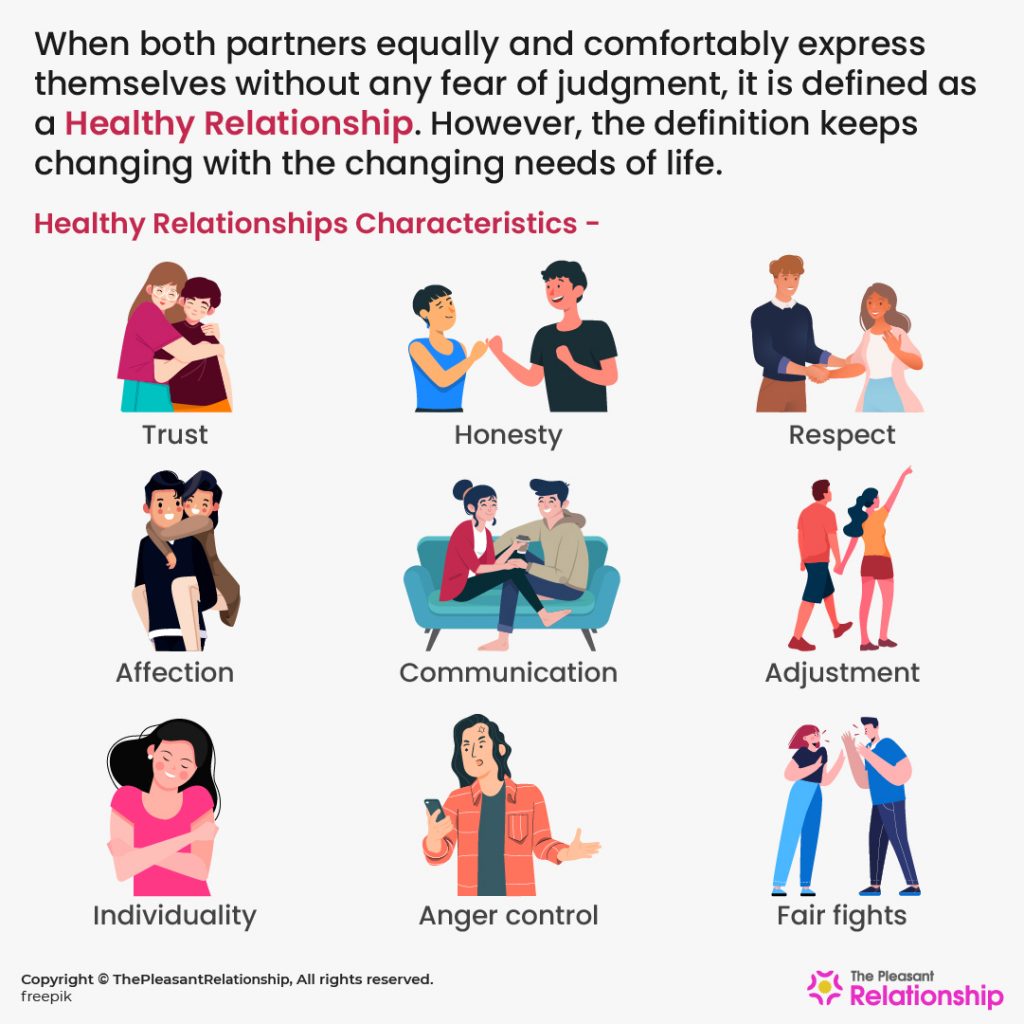 When both partners equally and comfortably express
themselves without any fear of judgment, it is defined as
a Healthy Relationship. However, the definition keeps
changing with the changing needs of life.
Healthy Relationships Characteristics -
Trust
Honesty
Respect
Affection
Communication
Adjustment
Individuality
Anger control
Fair fights
Copyright © ThePleasantRelationship, All rights reserved.
freepik
The Pleasant
Relationship